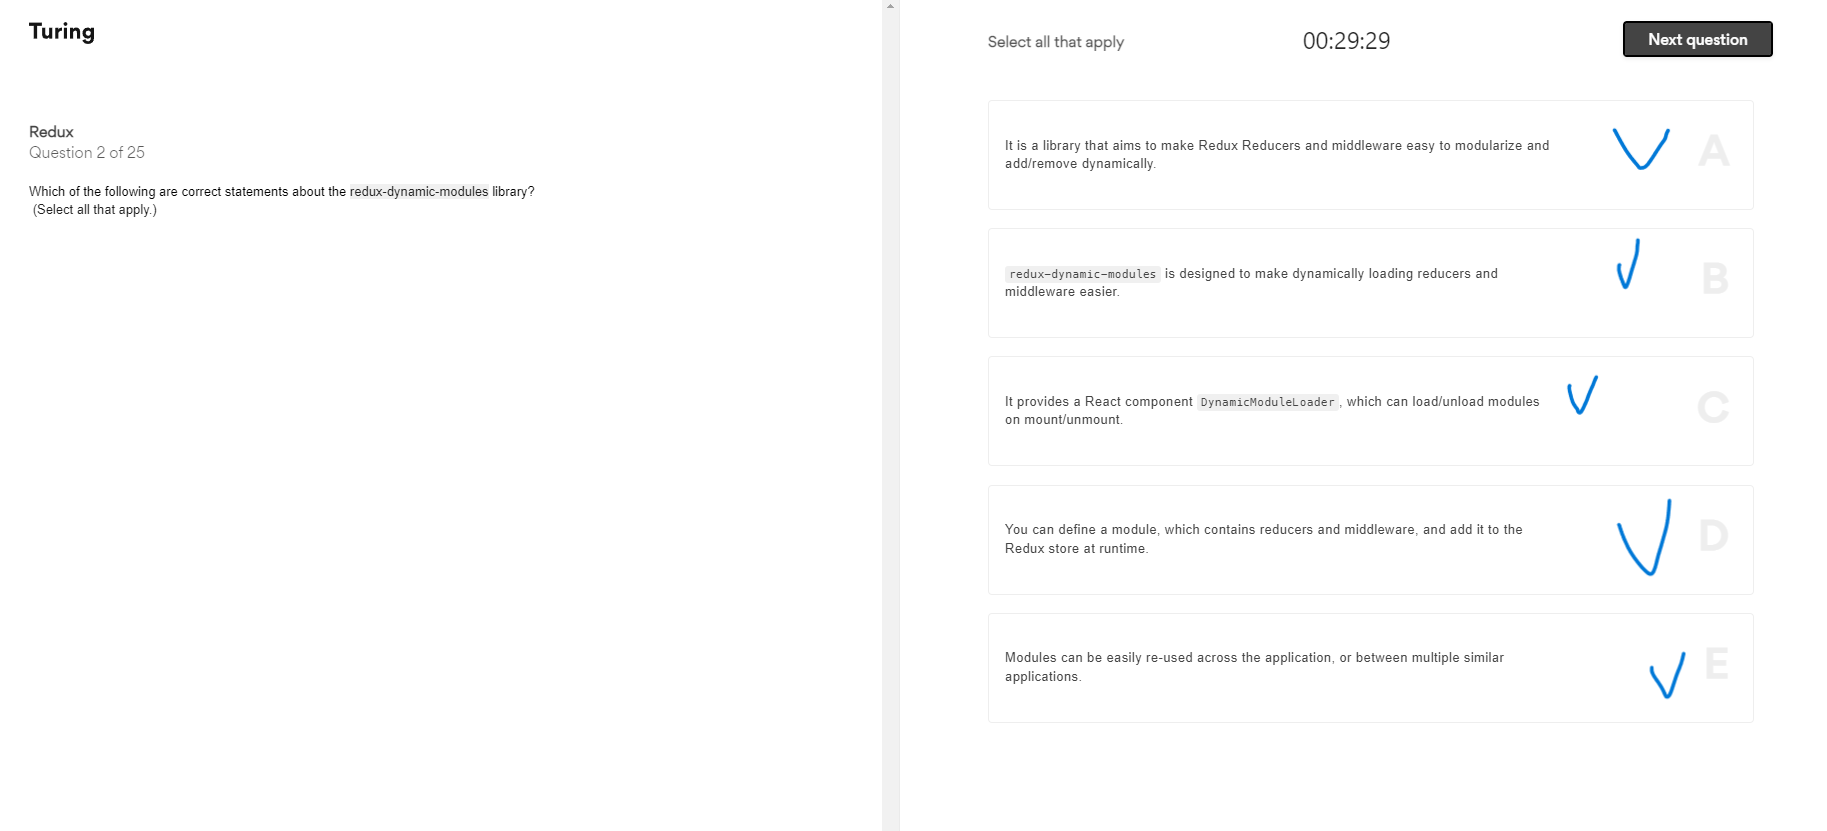 Turing
Redux
Question 2 of 25
Which of the following are correct statements about the redux-dynamic-modules library?
(Select all that apply.)
Select all that apply
00:29:29
Next question
It is a library that aims to make Redux Reducers and middleware easy to modularize and
add/remove dynamically.
A
redux-dynamic-modules is designed to make dynamically loading reducers and
middleware easier.
B
It provides a React component DynamicModuleLoader, which can load/unload modules
on mount/unmount.
C
You can define a module, which contains reducers and middleware, and add it to the
Redux store at runtime.
D
Modules can be easily re-used across the application, or between multiple similar
applications.
E